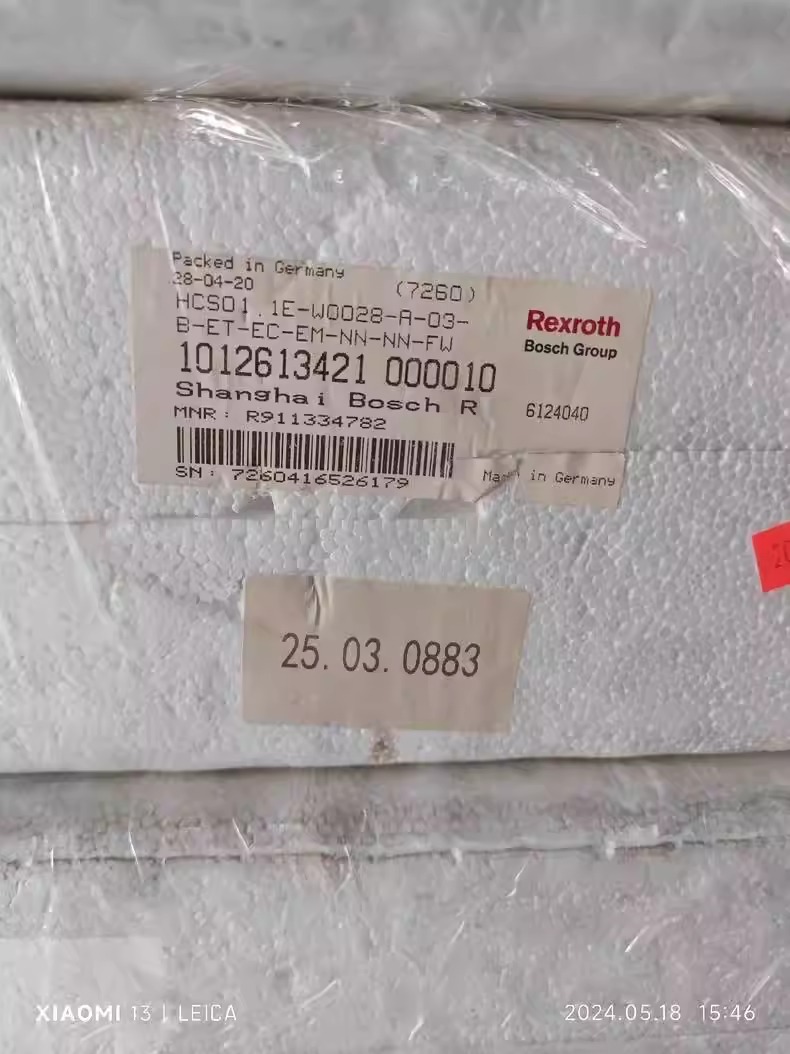 Packed in Germany
28-04-20
(7260)
HCS01.1E-W0028-A-03-
B-ET-EC-EM-NN-NN-FW
1012613421 000010
Shanghai Bosch R
MNR: R911334782
SN: 7260416526179
Rexroth
Bosch Group
6124040
in Germany
25.03.0883
XIAOMI 13 | LEICA
2024.05.18 15:46